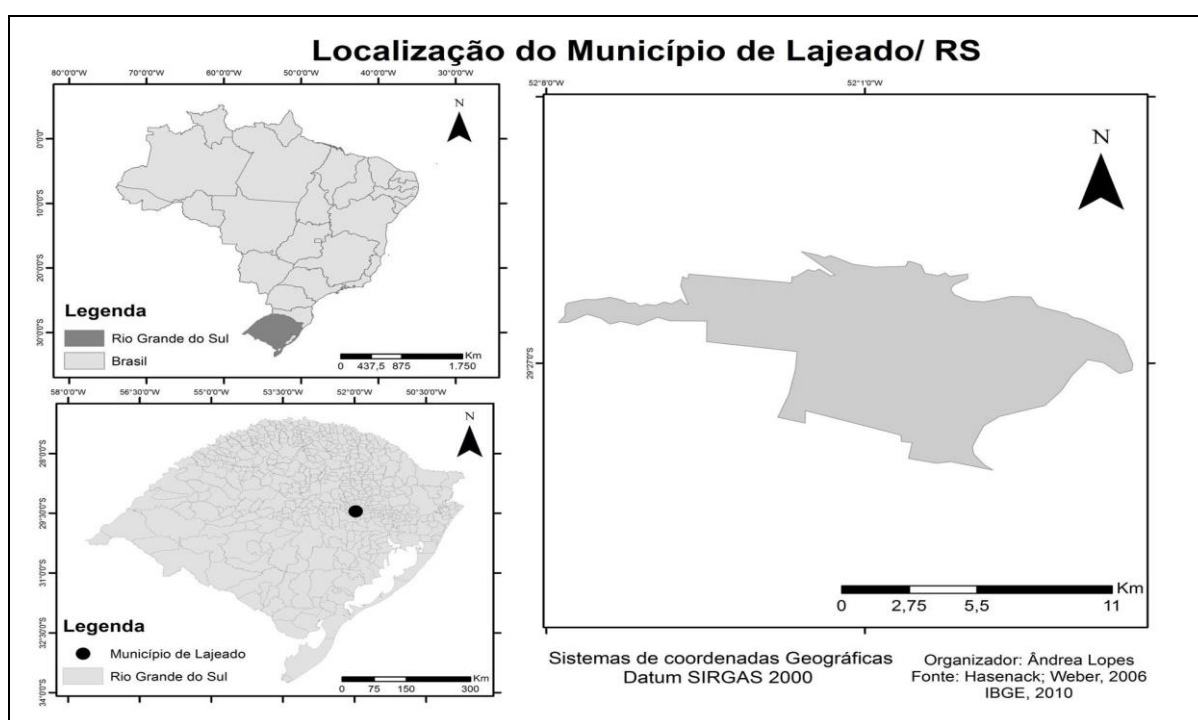 Localização do Município de Lajeado/ RS
80°0'0"W 70°0'0"W 60°0'0"W 50°0'0"W 40°0'0"W 30°0'0"W
N
0°0'0"
10°0'0"S
20°0'0"S
30°0'0"S
Legenda
Rio Grande do Sul
Brasil
Km
0 437,5 875 1.750
58°0'0"W 56°30'0"W 55°0'0"W 53°30'0"W 52°0'0"W 50°30'0"W
N
28°0'0"S
29°30'0"S
31°0'0"S
32°30'0"S
34°0'0"S
Legenda
Município de Lajeado
Rio Grande do Sul
Km
0 75 150 300
52°8'0"W 52°1'0"W
N
29°27'0"S
Km
0 2,75 5,5 11
Sistemas de coordenadas Geográficas
Datum SIRGAS 2000
Organizador: Ândrea Lopes
Fonte: Hasenack; Weber, 2006
IBGE, 2010